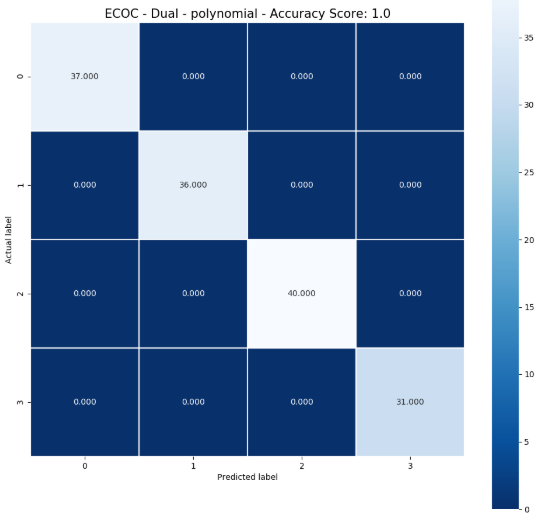 ECOC - Dual - polynomial - Accuracy Score: 1.0
0 37.000 0.000 0.000 0.000
1 0.000 36.000 0.000 0.000
2 0.000 0.000 40.000 0.000
3 0.000 0.000 0.000 31.000
Actual label
0 1 2 3
Predicted label
35
30
25
20
15
10
5
0